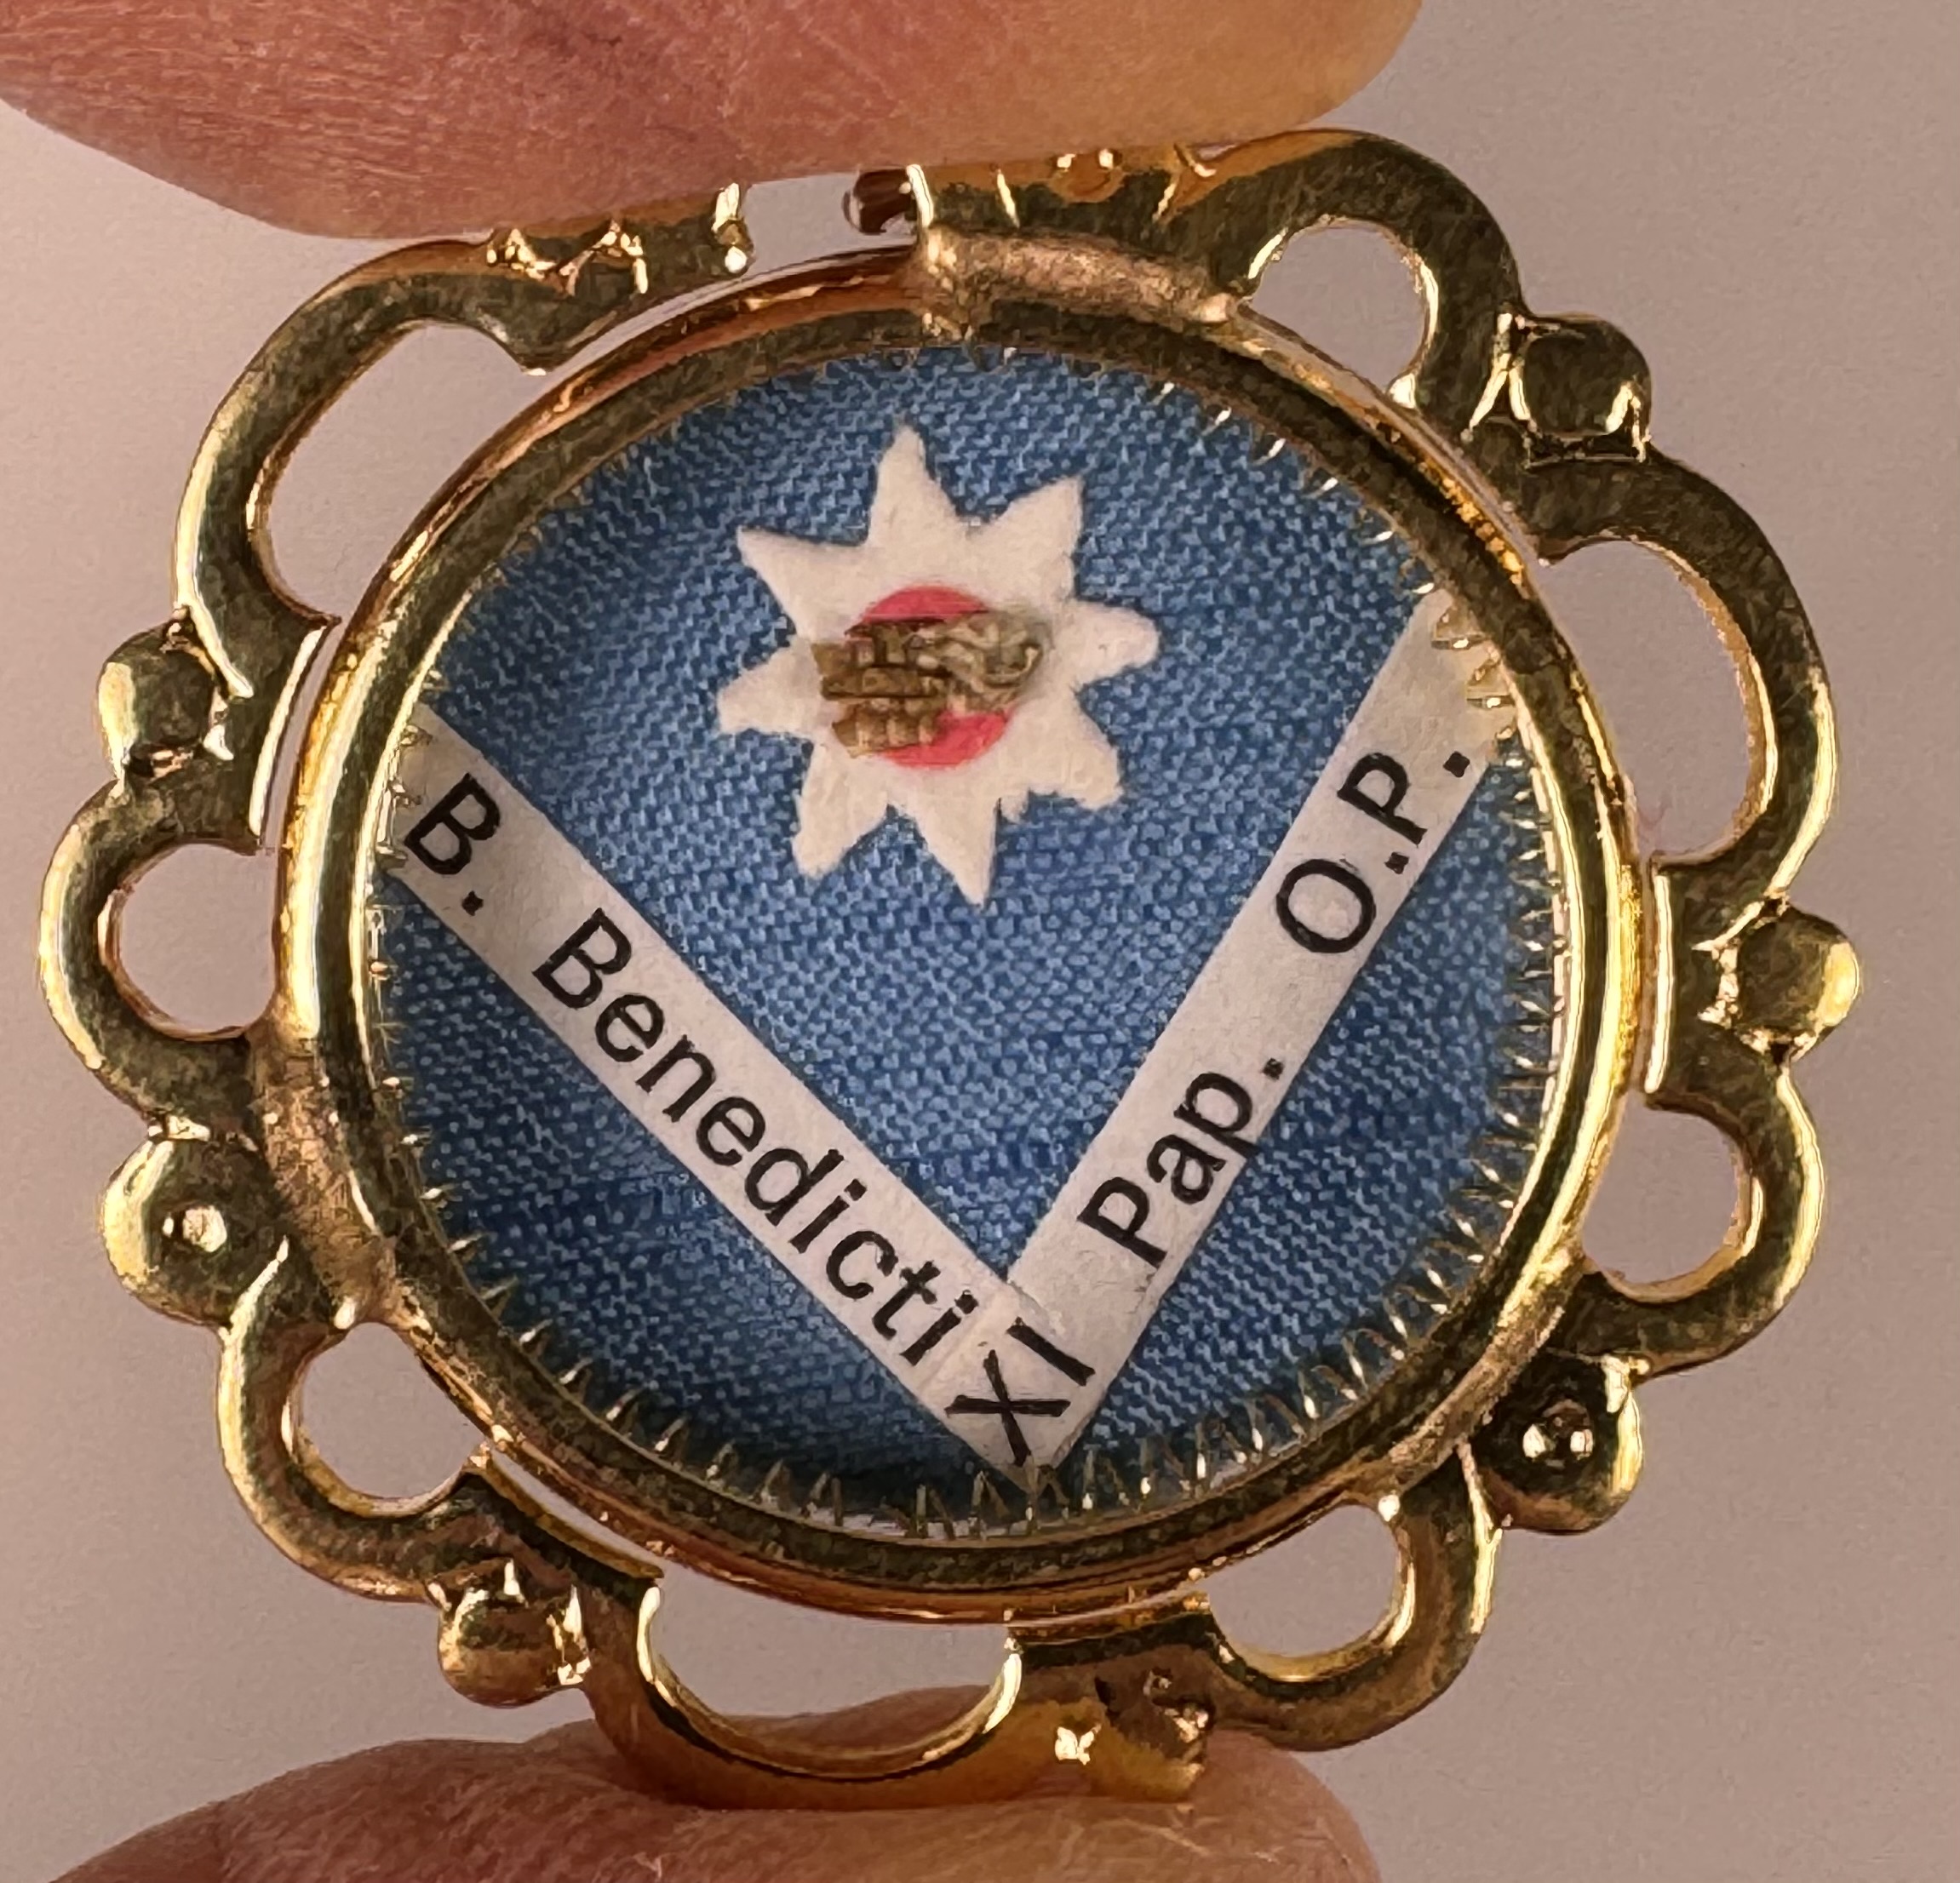 B. Benedicti
XI Pap. O.P.